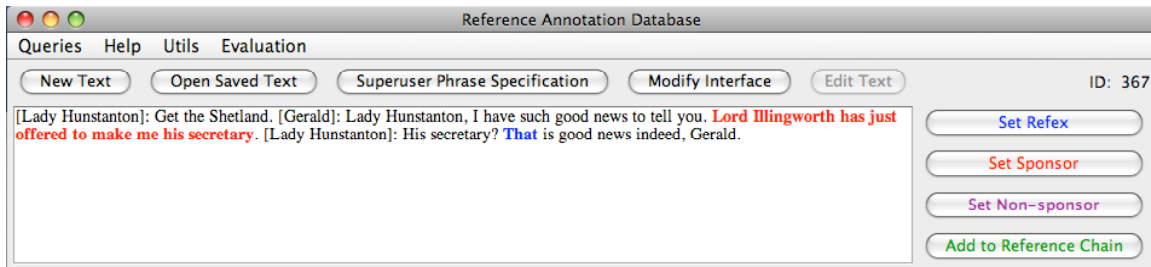 Reference Annotation Database
Queries Help Utils Evaluation
New Text Open Saved Text Superuser Phrase Specification Modify Interface Edit Text ID: 367
[Lady Hunstanton]: Get the Shetland. [Gerald]: Lady Hunstanton, I have such good news to tell you. Lord Illingworth has just
offered to make me his secretary. [Lady Hunstanton]: His secretary? That is good news indeed, Gerald.
Set Refex
Set Sponsor
Set Non-sponsor
Add to Reference Chain